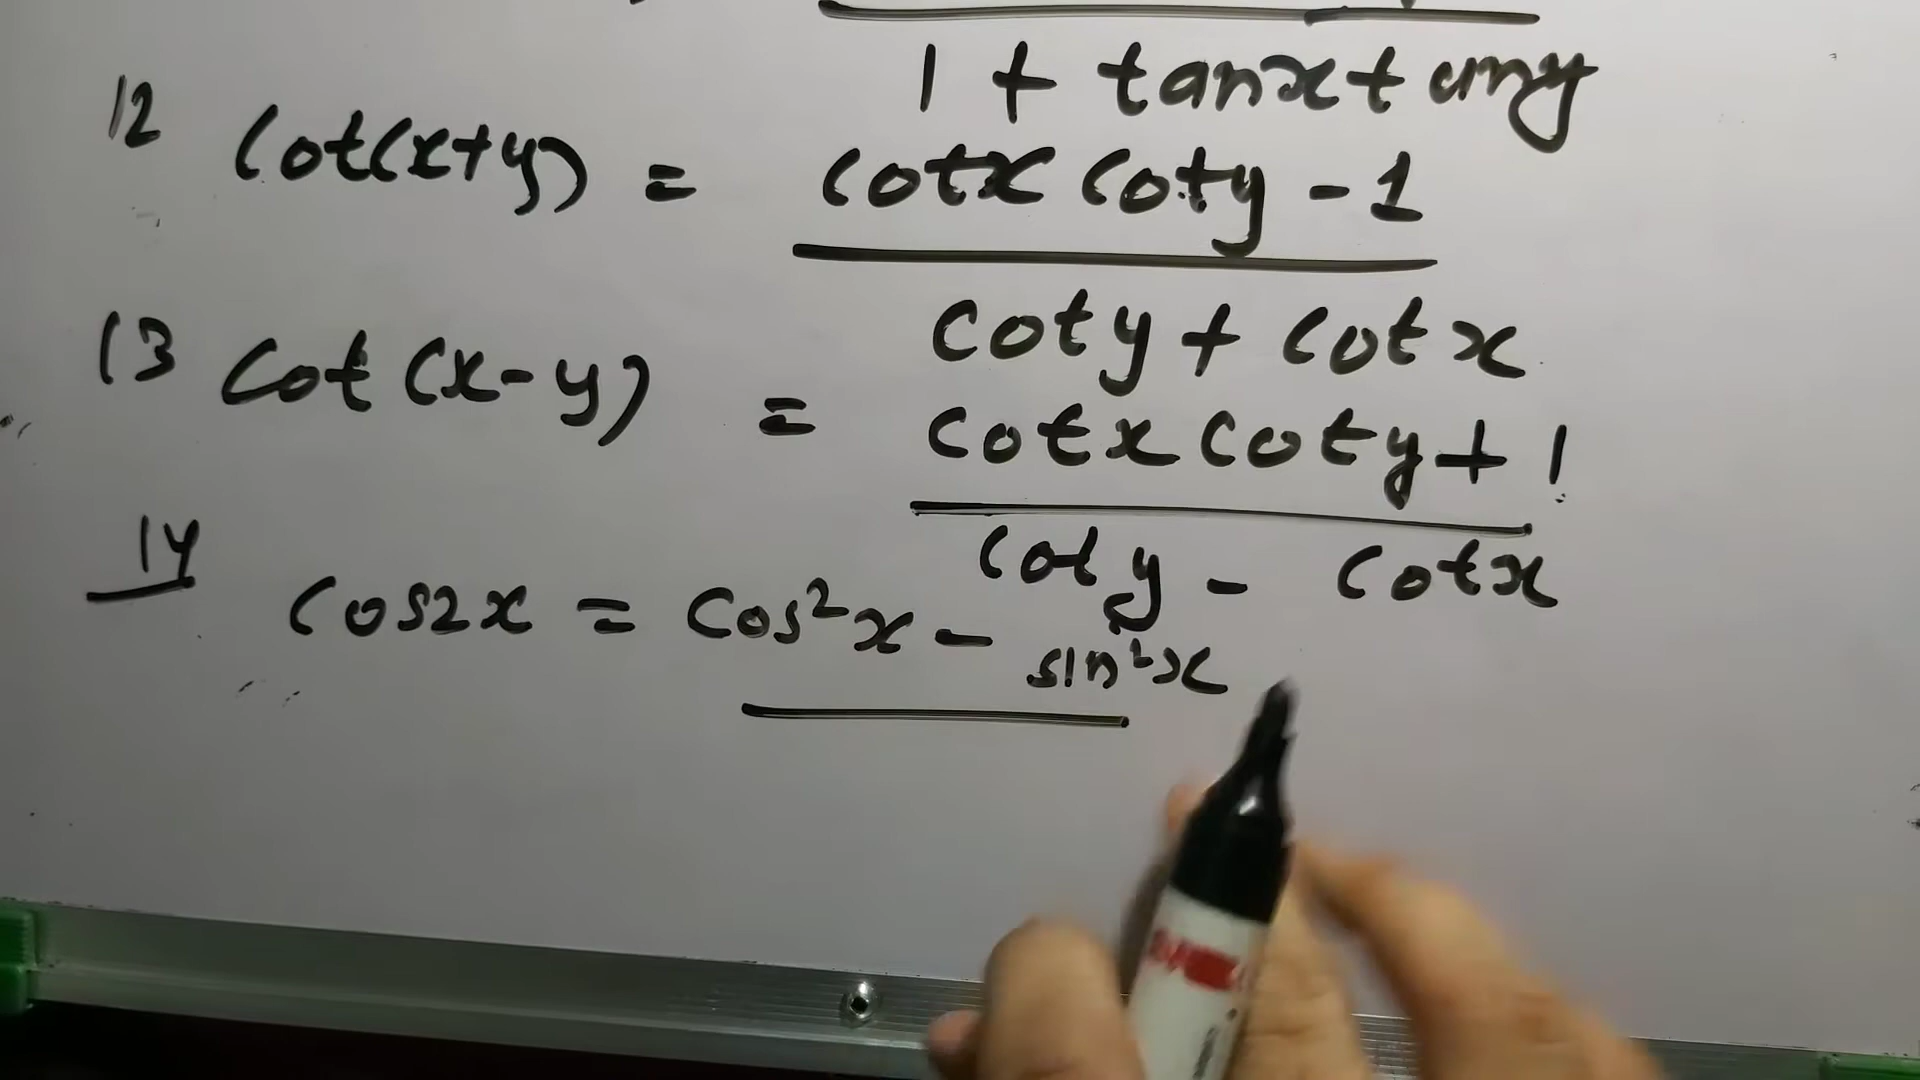 1 + tanx tany
12 cot(x+y) = cotx coty - 1
coty + cotx
13 cot(x-y) = cotx coty + 1
coty - cotx
14 cos2x = cos²x - sin²x